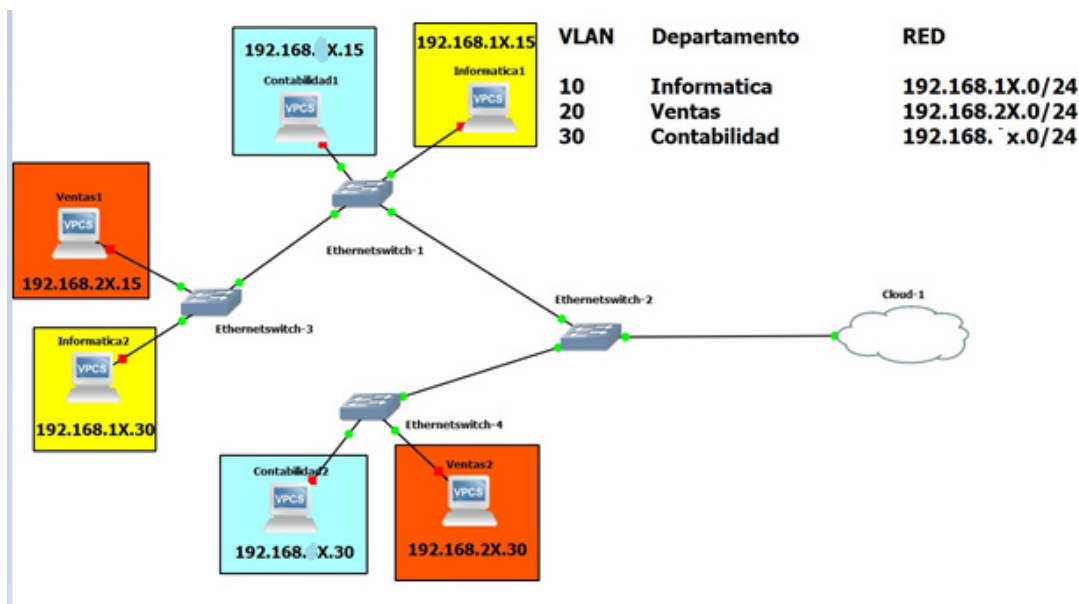 VLAN Departamento RED
10 Informatica 192.168.1X.0/24
20 Ventas 192.168.2X.0/24
30 Contabilidad 192.168. x.0/24
192.168. X.15
Contabilidad1
VPCS
192.168.1X.15
Informatica1
VPCS
Ethernetswitch-1
Ventas1
VPCS
192.168.2X.15
Ethernetswitch-3
Informatica2
VPCS
192.168.1X.30
Ethernetswitch-2
Cloud-1
Ethernetswitch-4
Contabilidad2
VPCS
192.168. X.30
Ventas2
VPCS
192.168.2X.30